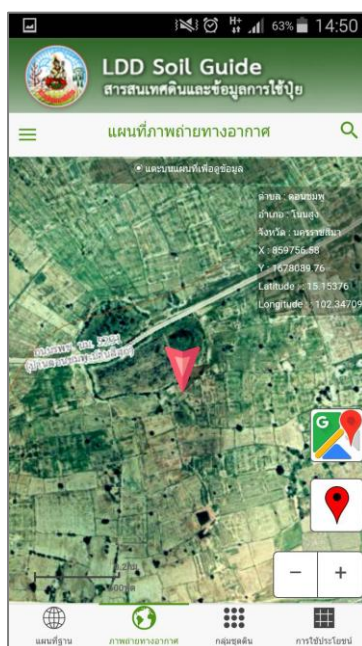 H+
63%
14:50
LDD Soil Guide
สารสนเทศดินและข้อมูลการใช้ปุ๋ย
แผนที่ภาพถ่ายทางอากาศ
แตะบนแผนที่เพื่อดูข้อมูล
ตำบล : ดอนชมพู
อำเภอ : โนนสูง
จังหวัด : นครราชสีมา
X : 859756.58
Y : 1678089.76
Latitude : 15.15376
Longitude : 102.34709
G
แผนที่ฐาน
ภาพถ่ายทางอากาศ
กลุ่มชุดดิน
การใช้ประโยชน์